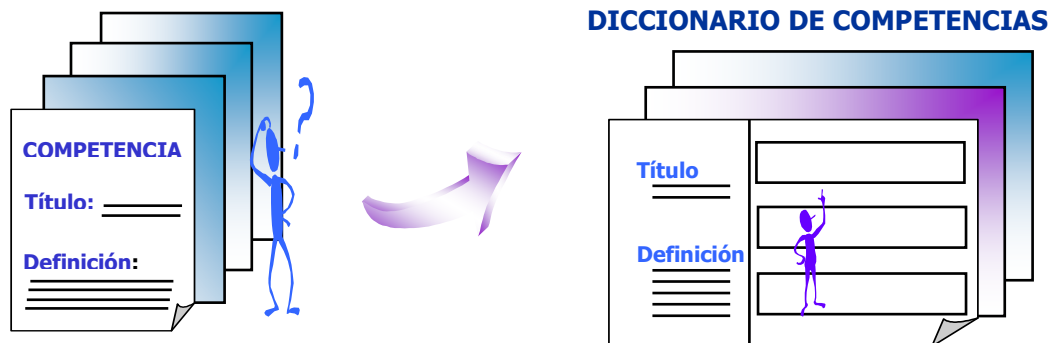 DICCIONARIO DE COMPETENCIAS
COMPETENCIA
Título:
Definición:
Título
Definición